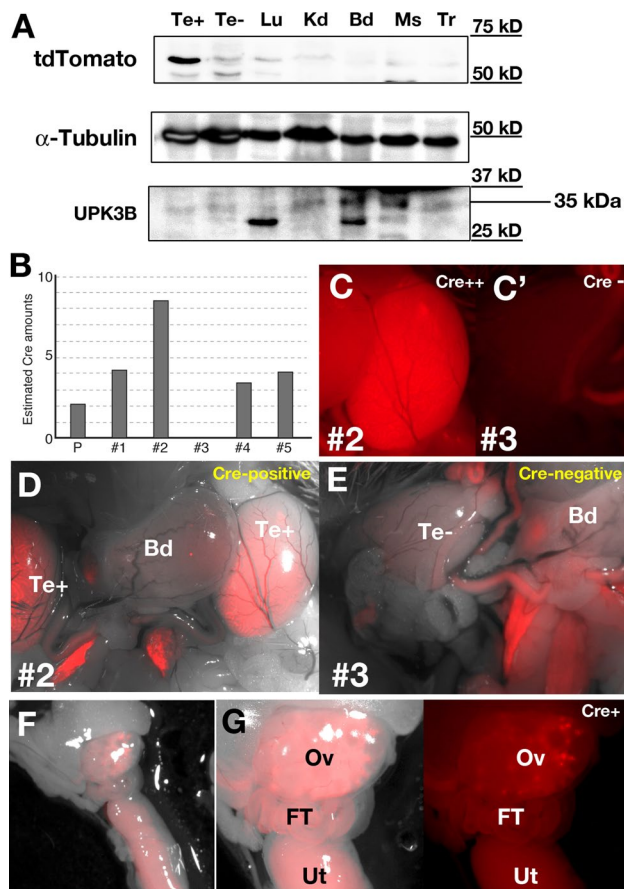 A
Te+ Te- Lu Kd Bd Ms Tr
75 kD
tdTomato
50 kD
α-Tubulin
50 kD
37 kD
UPK3B
35 kDa
25 kD
B
10
5
0
Estimated Cre amounts
P #1 #2 #3 #4 #5
C Cre++
#2
C' Cre -
#3
D Cre-positive
Te+ Bd Te+
#2
E Cre-negative
Te- Bd
#3
F
G Cre+
Ov Ov
FT FT
Ut Ut